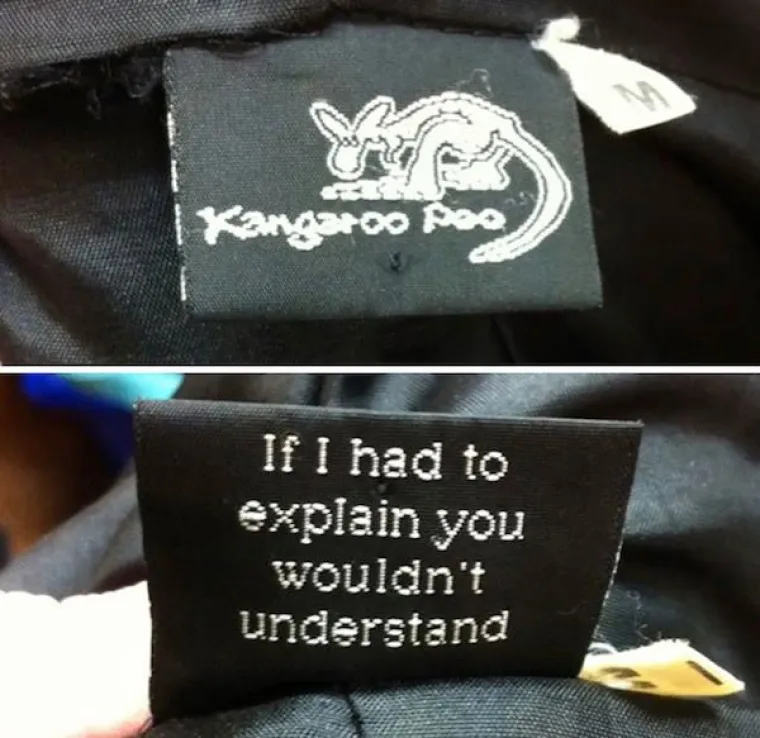 M
Kangaroo Poo
If I had to
explain you
wouldn't
understand